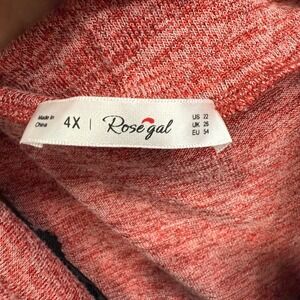 Made in
China
4X | Rosegal
US 22
UK 26
EU 54